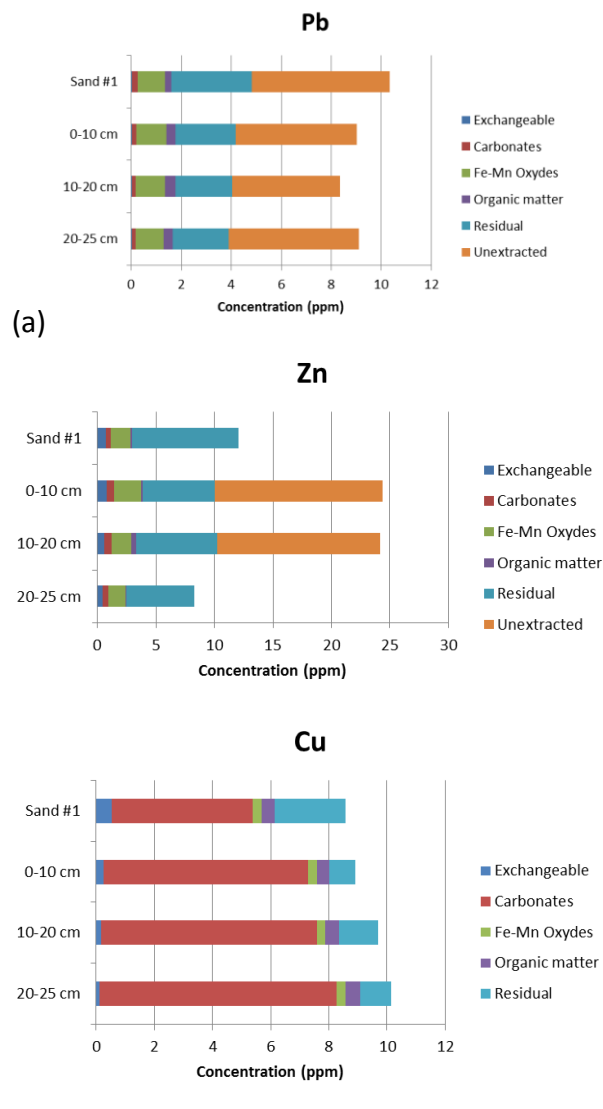 Pb
Sand #1
0-10 cm
10-20 cm
20-25 cm
0 2 4 6 8 10 12
Concentration (ppm)
Exchangeable
Carbonates
Fe-Mn Oxydes
Organic matter
Residual
Unextracted
(a)
Zn
Sand #1
0-10 cm
10-20 cm
20-25 cm
0 5 10 15 20 25 30
Concentration (ppm)
Exchangeable
Carbonates
Fe-Mn Oxydes
Organic matter
Residual
Unextracted
Cu
Sand #1
0-10 cm
10-20 cm
20-25 cm
0 2 4 6 8 10 12
Concentration (ppm)
Exchangeable
Carbonates
Fe-Mn Oxydes
Organic matter
Residual